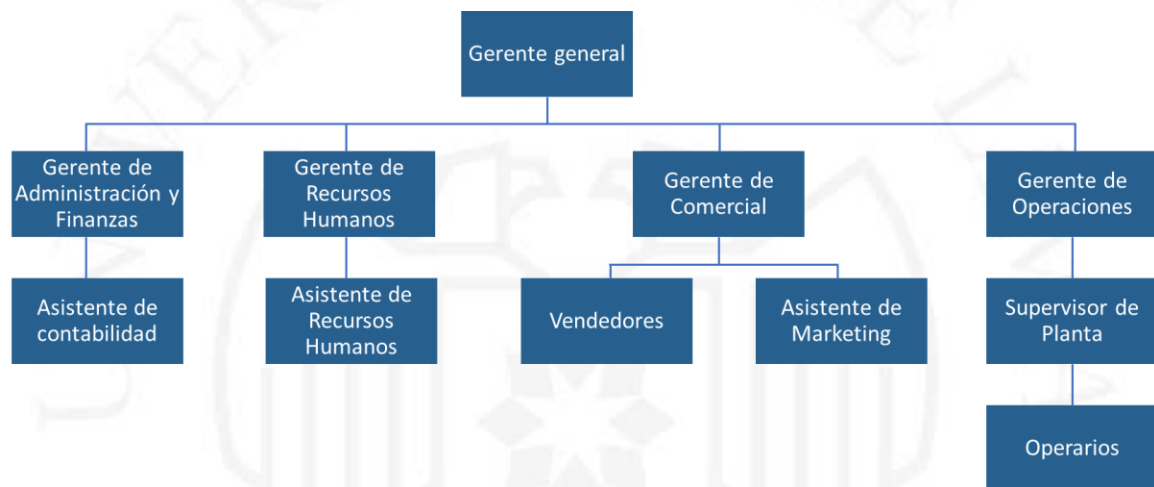 Gerente general
Gerente de
Administración y
Finanzas
Gerente de
Recursos
Humanos
Gerente de
Comercial
Gerente de
Operaciones
Asistente de
contabilidad
Asistente de
Recursos
Humanos
Vendedores
Asistente de
Marketing
Supervisor de
Planta
Operarios